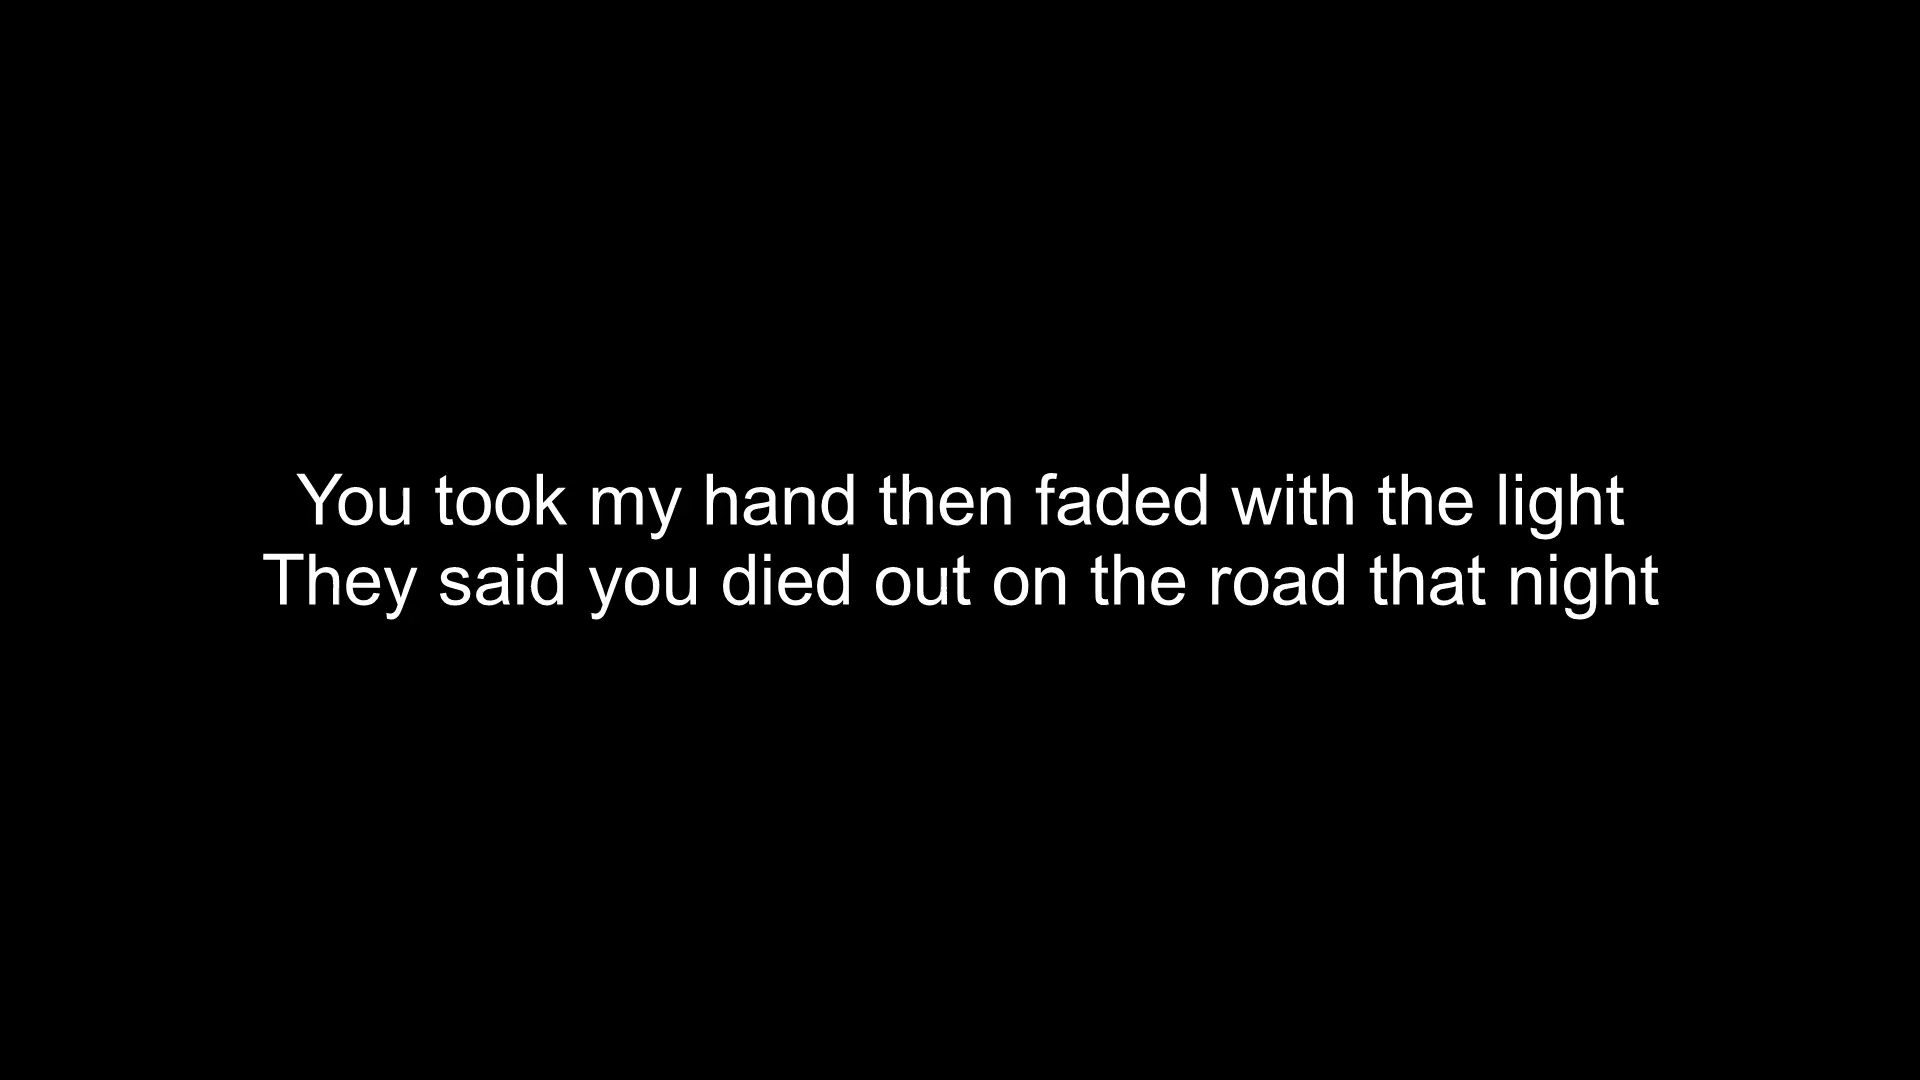 You took my hand then faded with the light
They said you died out on the road that night